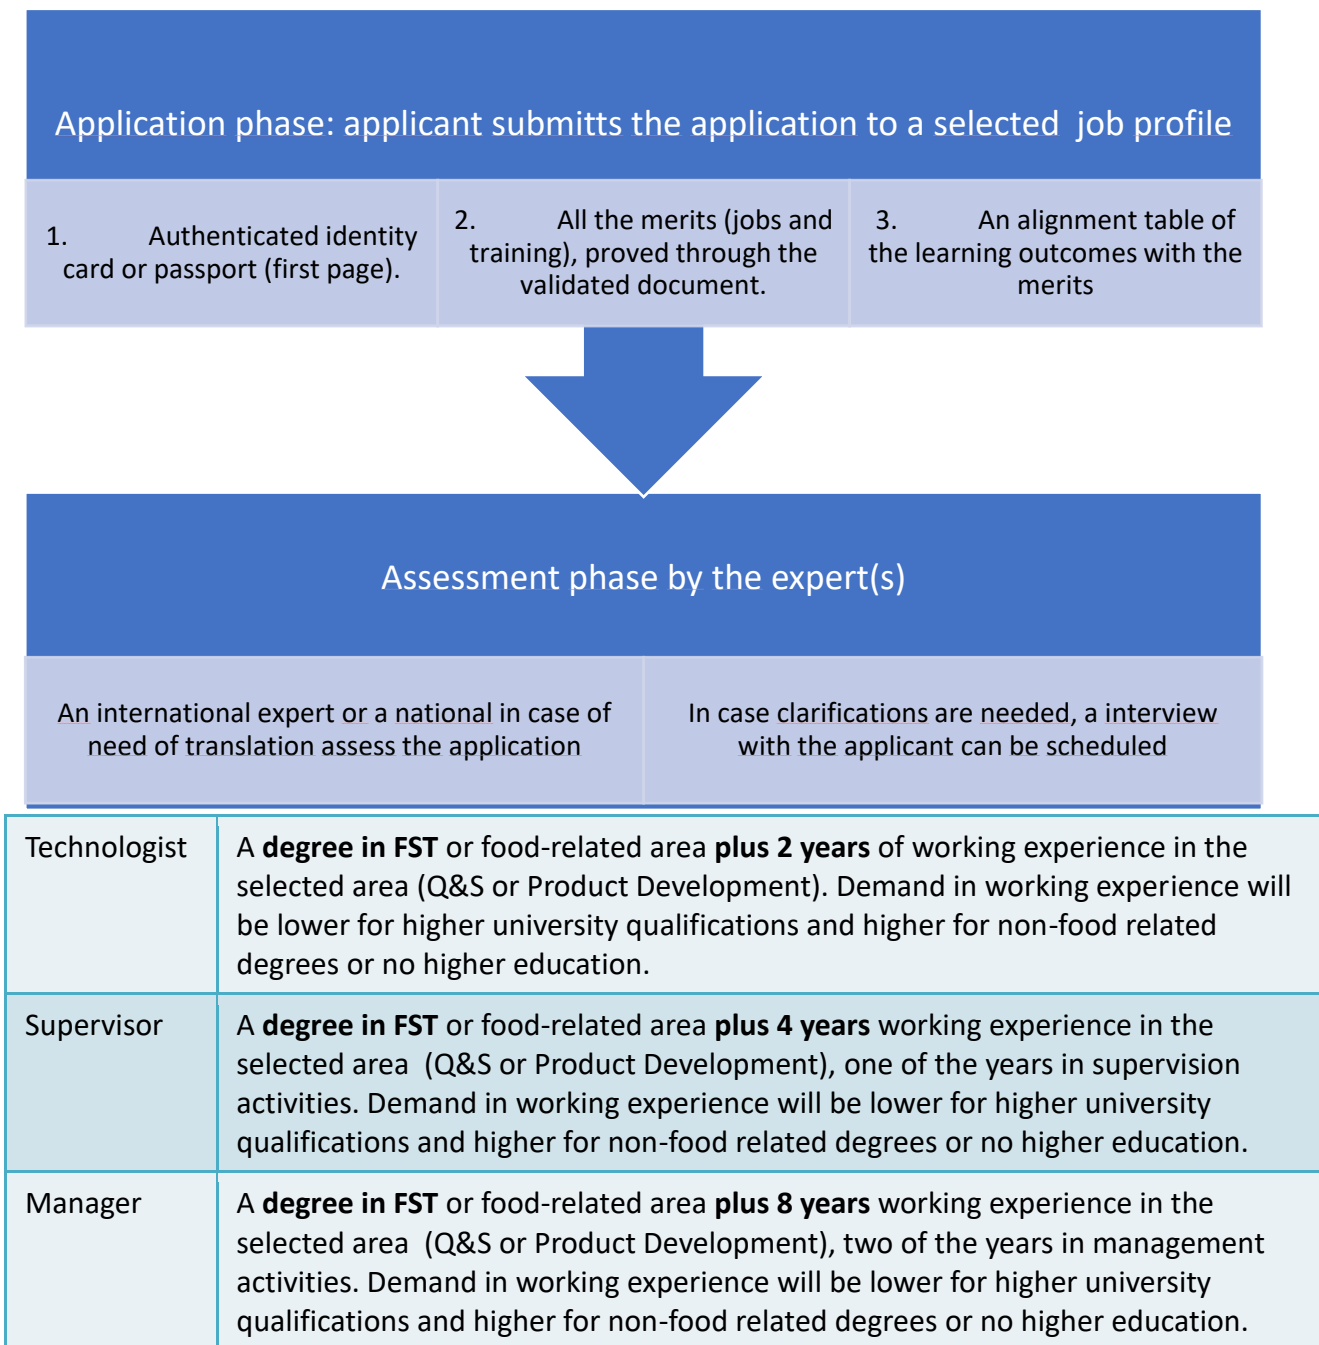 Application phase: applicant submitts the application to a selected  job profile
1. Authenticated identity
card or passport (first page).
2. All the merits (jobs and
training), proved through the
validated document.
3. An alignment table of
the learning outcomes with the
merits
Assessment phase by the expert(s)
An international expert or a national in case of
need of translation assess the application
In case clarifications are needed, a interview
with the applicant can be scheduled
Technologist
A degree in FST or food-related area plus 2 years of working experience in the
selected area (Q&S or Product Development). Demand in working experience will
be lower for higher university qualifications and higher for non-food related
degrees or no higher education.
Supervisor
A degree in FST or food-related area plus 4 years working experience in the
selected area  (Q&S or Product Development), one of the years in supervision
activities. Demand in working experience will be lower for higher university
qualifications and higher for non-food related degrees or no higher education.
Manager
A degree in FST or food-related area plus 8 years working experience in the
selected area  (Q&S or Product Development), two of the years in management
activities. Demand in working experience will be lower for higher university
qualifications and higher for non-food related degrees or no higher education.